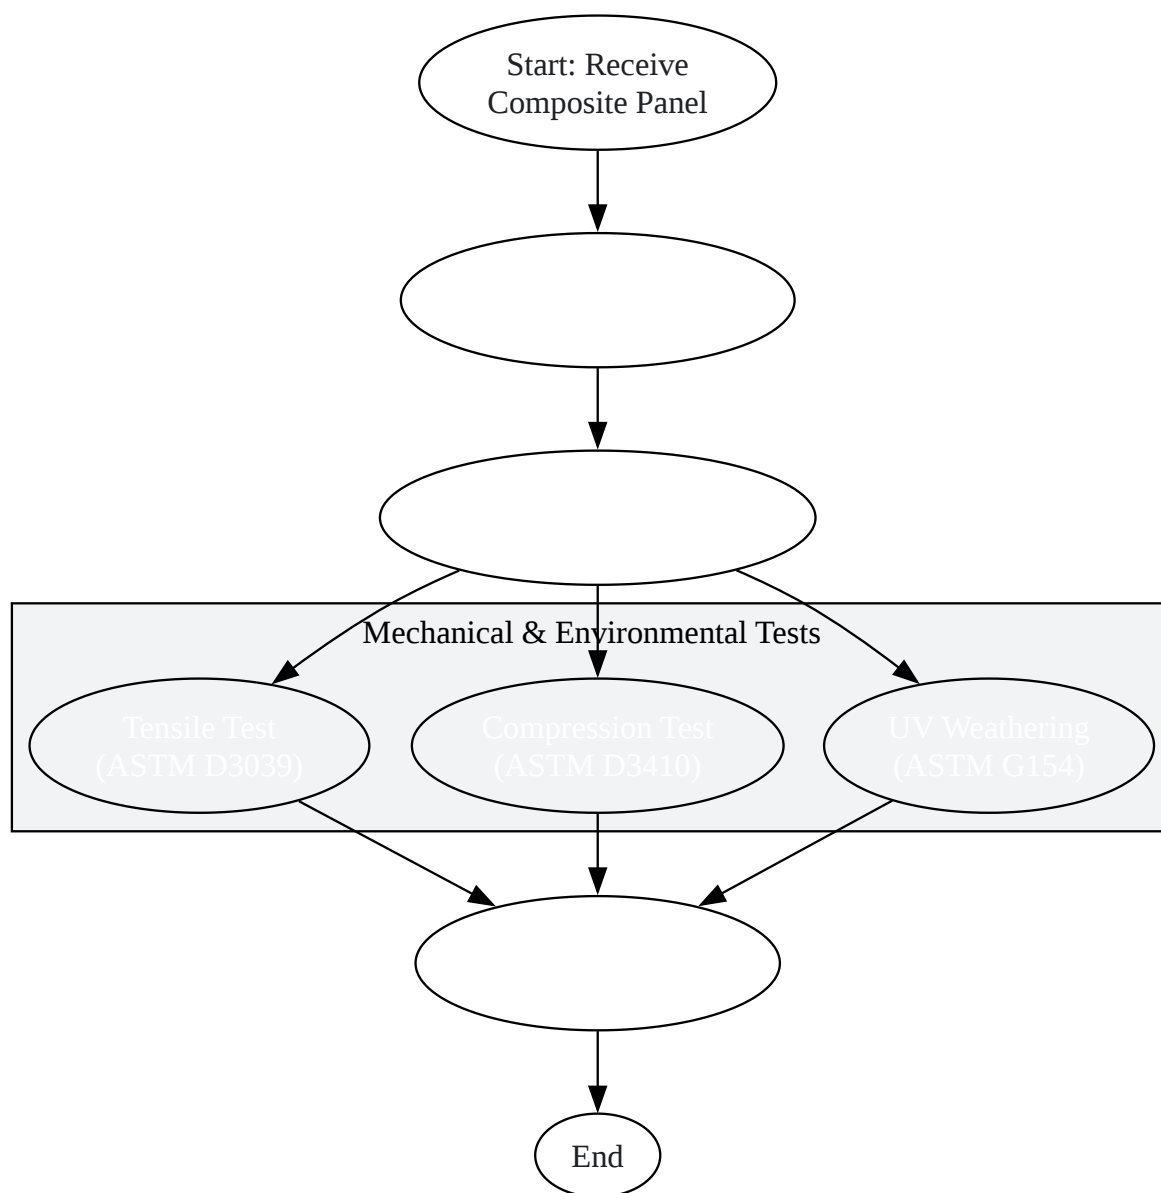 Start: Receive
Composite Panel
Mechanical & Environmental Tests
Tensile Test
(ASTM D3039)
Compression Test
(ASTM D3410)
UV Weathering
(ASTM G154)
End